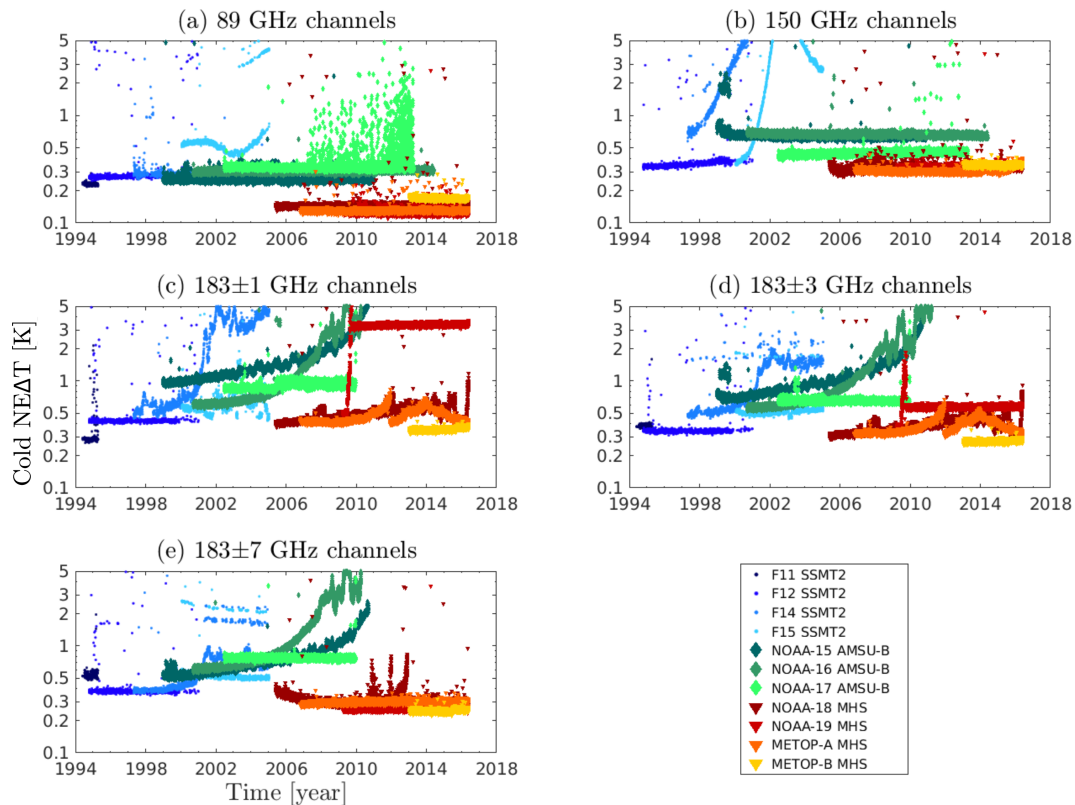 (a) 89 GHz channels
5
3
2
1
0.5
0.3
0.2
0.1
1994 1998 2002 2006 2010 2014 2018
(b) 150 GHz channels
5
3
2
1
0.5
0.3
0.2
0.1
1994 1998 2002 2006 2010 2014 2018
(c) 183±1 GHz channels
5
3
2
1
0.5
0.3
0.2
0.1
1994 1998 2002 2006 2010 2014 2018
(d) 183±3 GHz channels
5
3
2
1
0.5
0.3
0.2
0.1
1994 1998 2002 2006 2010 2014 2018
Cold NEΔT [K]
(e) 183±7 GHz channels
5
3
2
1
0.5
0.3
0.2
0.1
1994 1998 2002 2006 2010 2014 2018
Time [year]
F11 SSMT2
F12 SSMT2
F14 SSMT2
F15 SSMT2
NOAA-15 AMSU-B
NOAA-16 AMSU-B
NOAA-17 AMSU-B
NOAA-18 MHS
NOAA-19 MHS
METOP-A MHS
METOP-B MHS